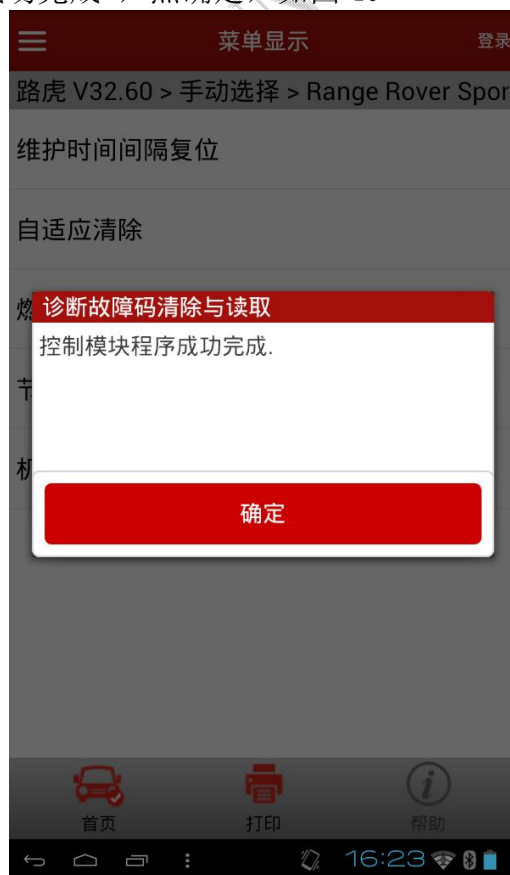 菜单显示
登录
路虎 V32.60 > 手动选择 > Range Rover Spor
维护时间间隔复位
自适应清除
燃
诊断故障码清除与读取
控制模块程序成功完成.
节
机
确定
首页
打印
帮助
16:23